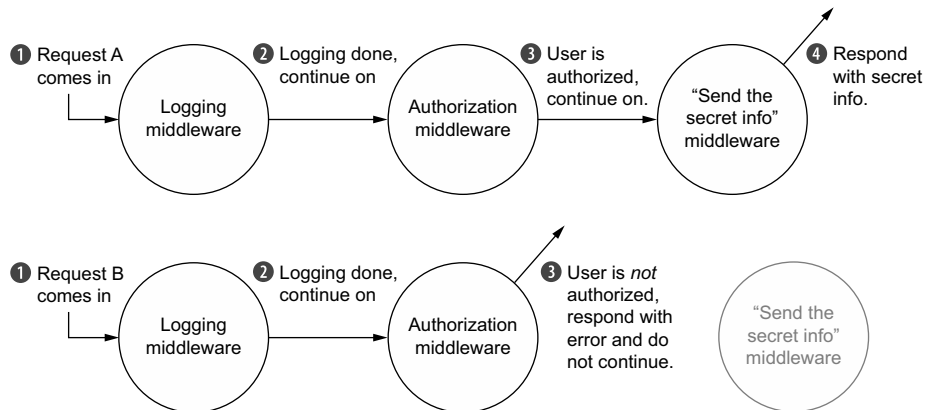 1 Request A
comes in
Logging
middleware
2 Logging done,
continue on
Authorization
middleware
3 User is
authorized,
continue on.
“Send the
secret info”
middleware
4 Respond
with secret
info.
1 Request B
comes in
Logging
middleware
2 Logging done,
continue on
Authorization
middleware
3 User is not
authorized,
respond with
error and do
not continue.
“Send the
secret info”
middleware